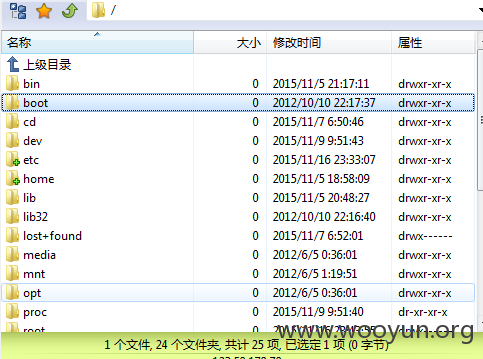 /
名称 大小 修改时间 属性
上级目录
bin 0 2015/11/5 21:17:11 drwxr-xr-x
boot 0 2012/10/10 22:17:37 drwxr-xr-x
cd 0 2015/11/7 6:50:46 drwxr-xr-x
dev 0 2015/11/9 9:51:43 drwxr-xr-x
etc 0 2015/11/16 23:33:07 drwxr-xr-x
home 0 2015/11/5 18:58:09 drwxr-xr-x
lib 0 2015/11/5 20:48:27 drwxr-xr-x
lib32 0 2012/10/10 22:16:40 drwxr-xr-x
lost+found 0 2015/11/7 6:52:01 drwx------
media 0 2012/6/5 0:36:01 drwxr-xr-x
mnt 0 2012/6/5 1:19:51 drwxr-xr-x
opt 0 2012/6/5 0:36:01 drwxr-xr-x
proc 0 2015/11/9 9:51:40 dr-xr-xr-x
root
www.wooyun.org
1 个文件, 24 个文件夹, 共计 25 项, 已选定 1 项 (0 字节)